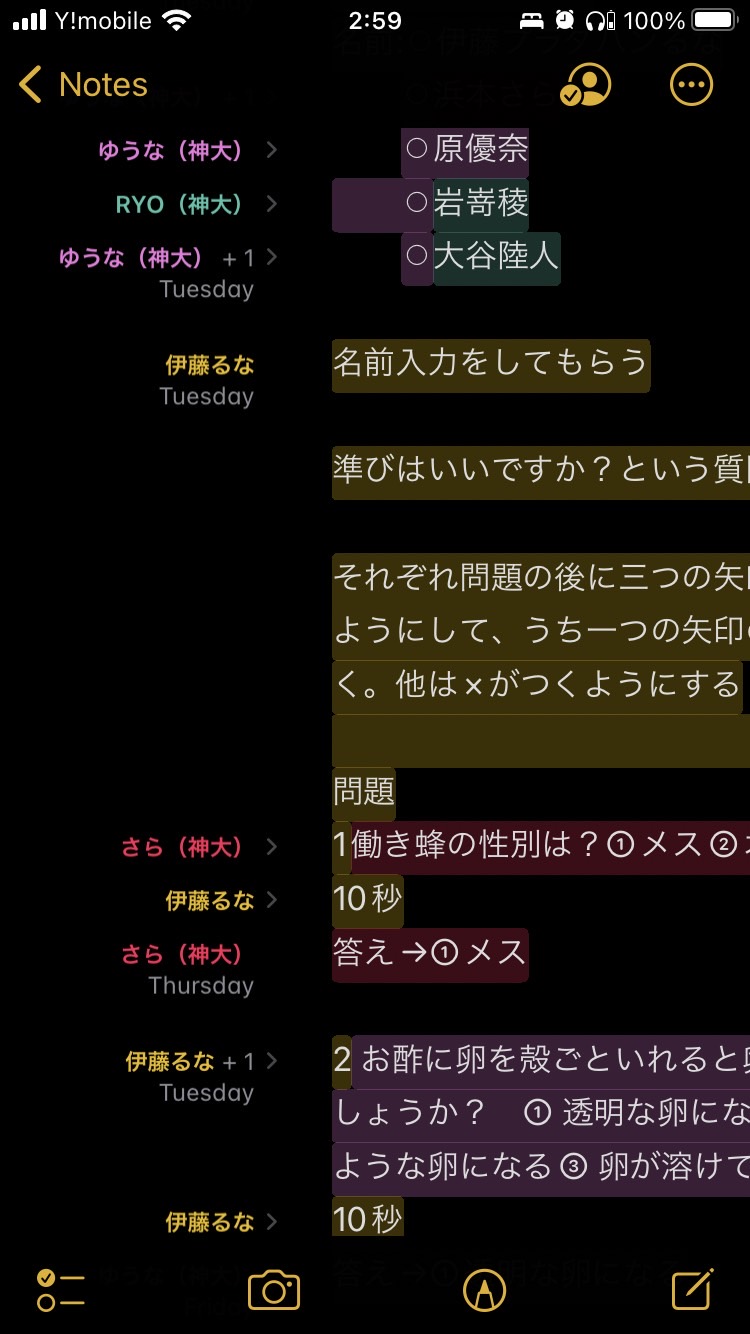 Y!mobile 2:59 100%
Notes
ゆうな（神大） ○原優奈
RYO（神大） ○岩嵜稜
ゆうな（神大） +1 ○大谷陸人
Tuesday
伊藤るな 名前入力をしてもらう
Tuesday
準びはいいですか？という質
それぞれ問題の後に三つの矢
ようにして、うち一つの矢印
く。他は×がつくようにする
問題
さら（神大） 1働き蜂の性別は？①メス②
伊藤るな 10秒
さら（神大） 答え→①メス
Thursday
伊藤るな +1 2 お酢に卵を殻ごといれると
Tuesday
しょうか？ ① 透明な卵にな
ような卵になる③ 卵が溶けて
伊藤るな 10秒